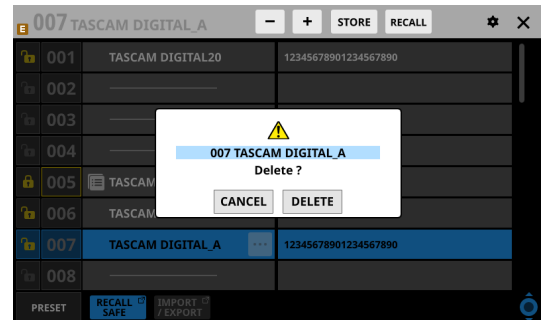 E 007 TASCAM DIGITAL_A - + STORE RECALL
001 TASCAM DIGITAL20 12345678901234567890
002
003
004
007 TASCAM DIGITAL_A
Delete ?
CANCEL DELETE
005 TASCAM
006 TASCAM
007 TASCAM DIGITAL_A ... 12345678901234567890
008
PRESET
RECALL SAFE
IMPORT / EXPORT